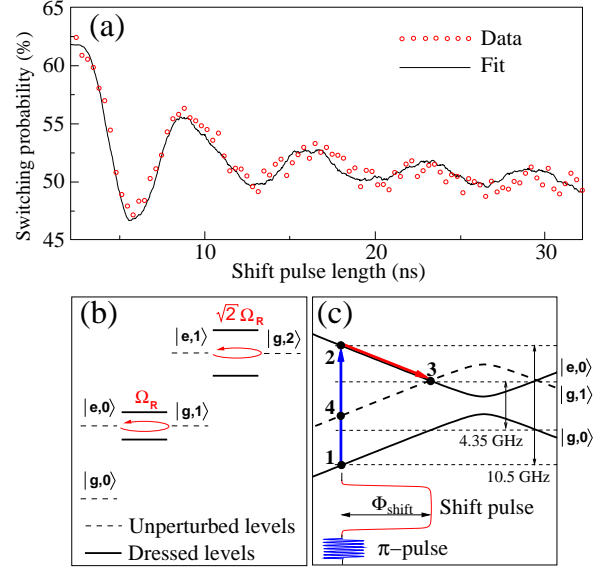 (a)
Data
Fit
Switching probability (%)
65
60
55
50
45
10
20
30
Shift pulse length (ns)
(b)
√2 Ω_R
|e,1⟩
|g,2⟩
Ω_R
|e,0⟩
|g,1⟩
|g,0⟩
Unperturbed levels
Dressed levels
(c)
2
3
4
1
|e,0⟩
|g,1⟩
|g,0⟩
4.35 GHz
10.5 GHz
Φ_shift
Shift pulse
π−pulse